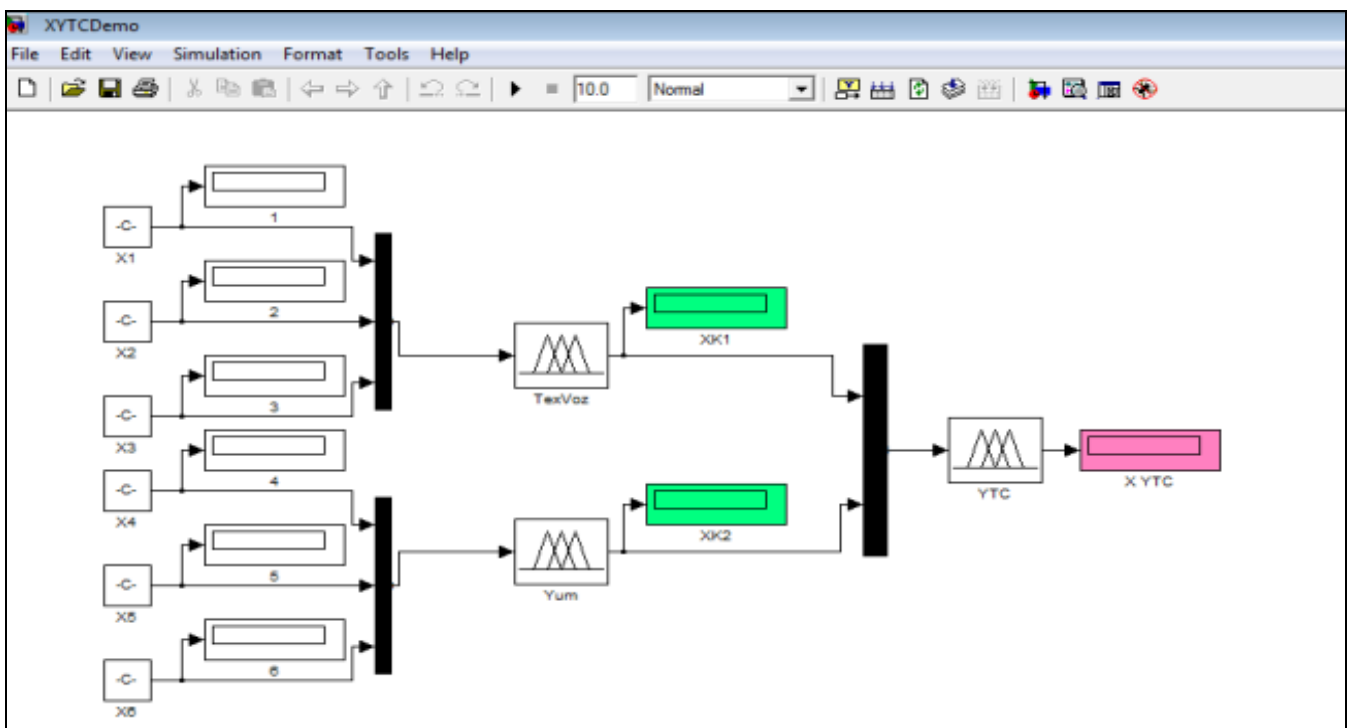 XYTCDemo
File Edit View Simulation Format Tools Help
10.0 Normal
1
-C-
X1
2
-C-
X2
XK1
3
TexVoz
-C-
X3
4
X YTC
-C-
YTC
X4
XK2
5
-C-
Yum
X5
6
-C-
X6